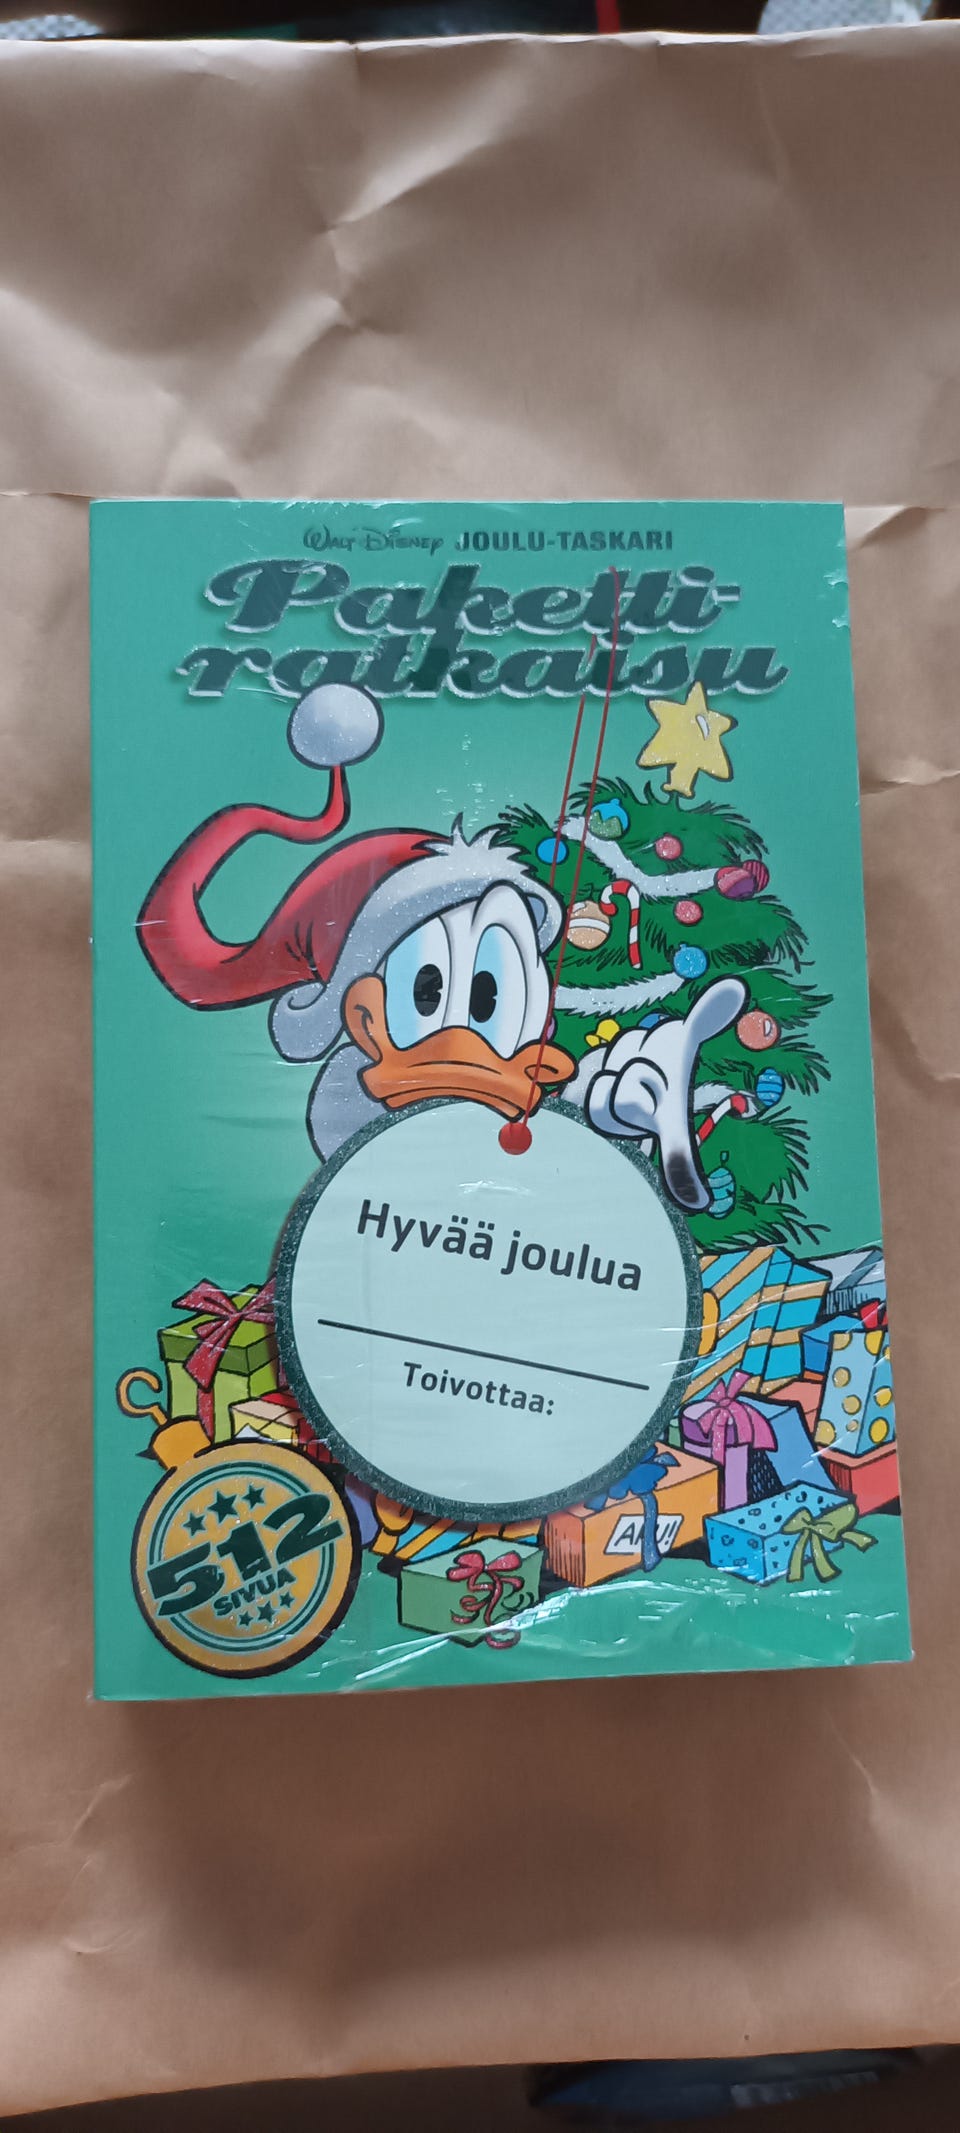 Walt Disney JOULU-TASKARI
Paketti-
ratkaisu
Hyvää joulua
Toivottaa:
512
SIVUA
AKU!